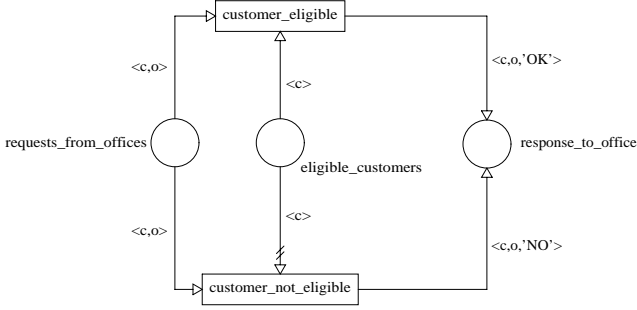 customer_eligible
<c,o>
<c>
<c,o,'OK'>
requests_from_offices
eligible_customers
response_to_office
<c,o>
<c>
<c,o,'NO'>
customer_not_eligible